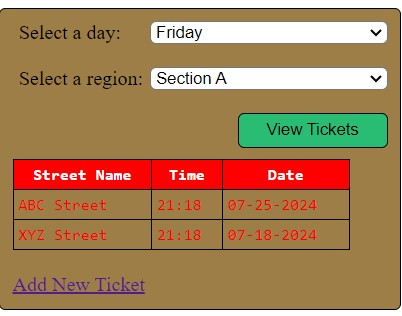 Select a day: Friday
Select a region: Section A
View Tickets
Street Name Time Date
ABC Street 21:18 07-25-2024
XYZ Street 21:18 07-18-2024
Add New Ticket